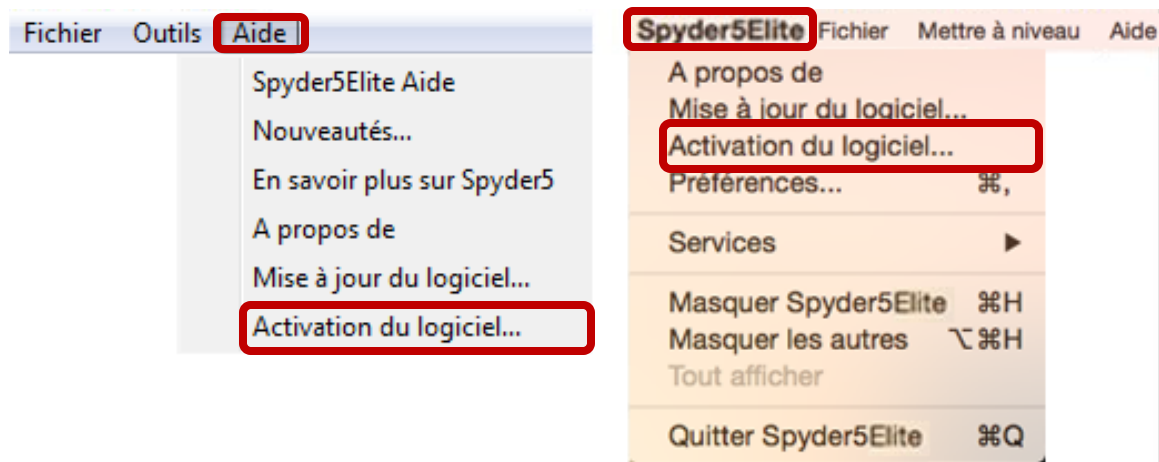 Fichier Outils Aide
Spyder5Elite Aide
Nouveautés...
En savoir plus sur Spyder5
A propos de
Mise à jour du logiciel...
Activation du logiciel...
Spyder5Elite Fichier Mettre à niveau Aide
A propos de
Mise à jour du logiciel...
Activation du logiciel...
Préférences... ⌘,
Services ▶
Masquer Spyder5Elite ⌘H
Masquer les autres ⌥⌘H
Tout afficher
Quitter Spyder5Elite ⌘Q